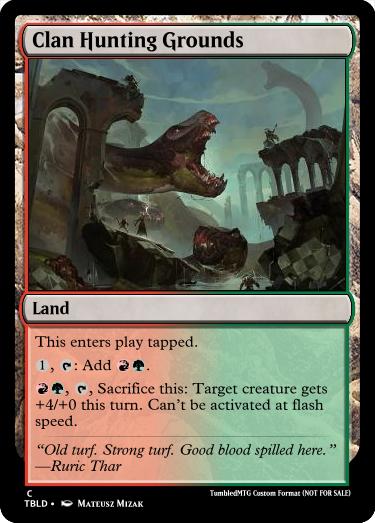 Clan Hunting Grounds
Land
This enters play tapped.
1, : Add .
, , Sacrifice this: Target creature gets
+4/+0 this turn. Can't be activated at flash
speed.
"Old turf. Strong turf. Good blood spilled here."
—Ruric Thar
C
TBLD • Mateusz Mizak
TumbledMTG Custom Format (NOT FOR SALE)